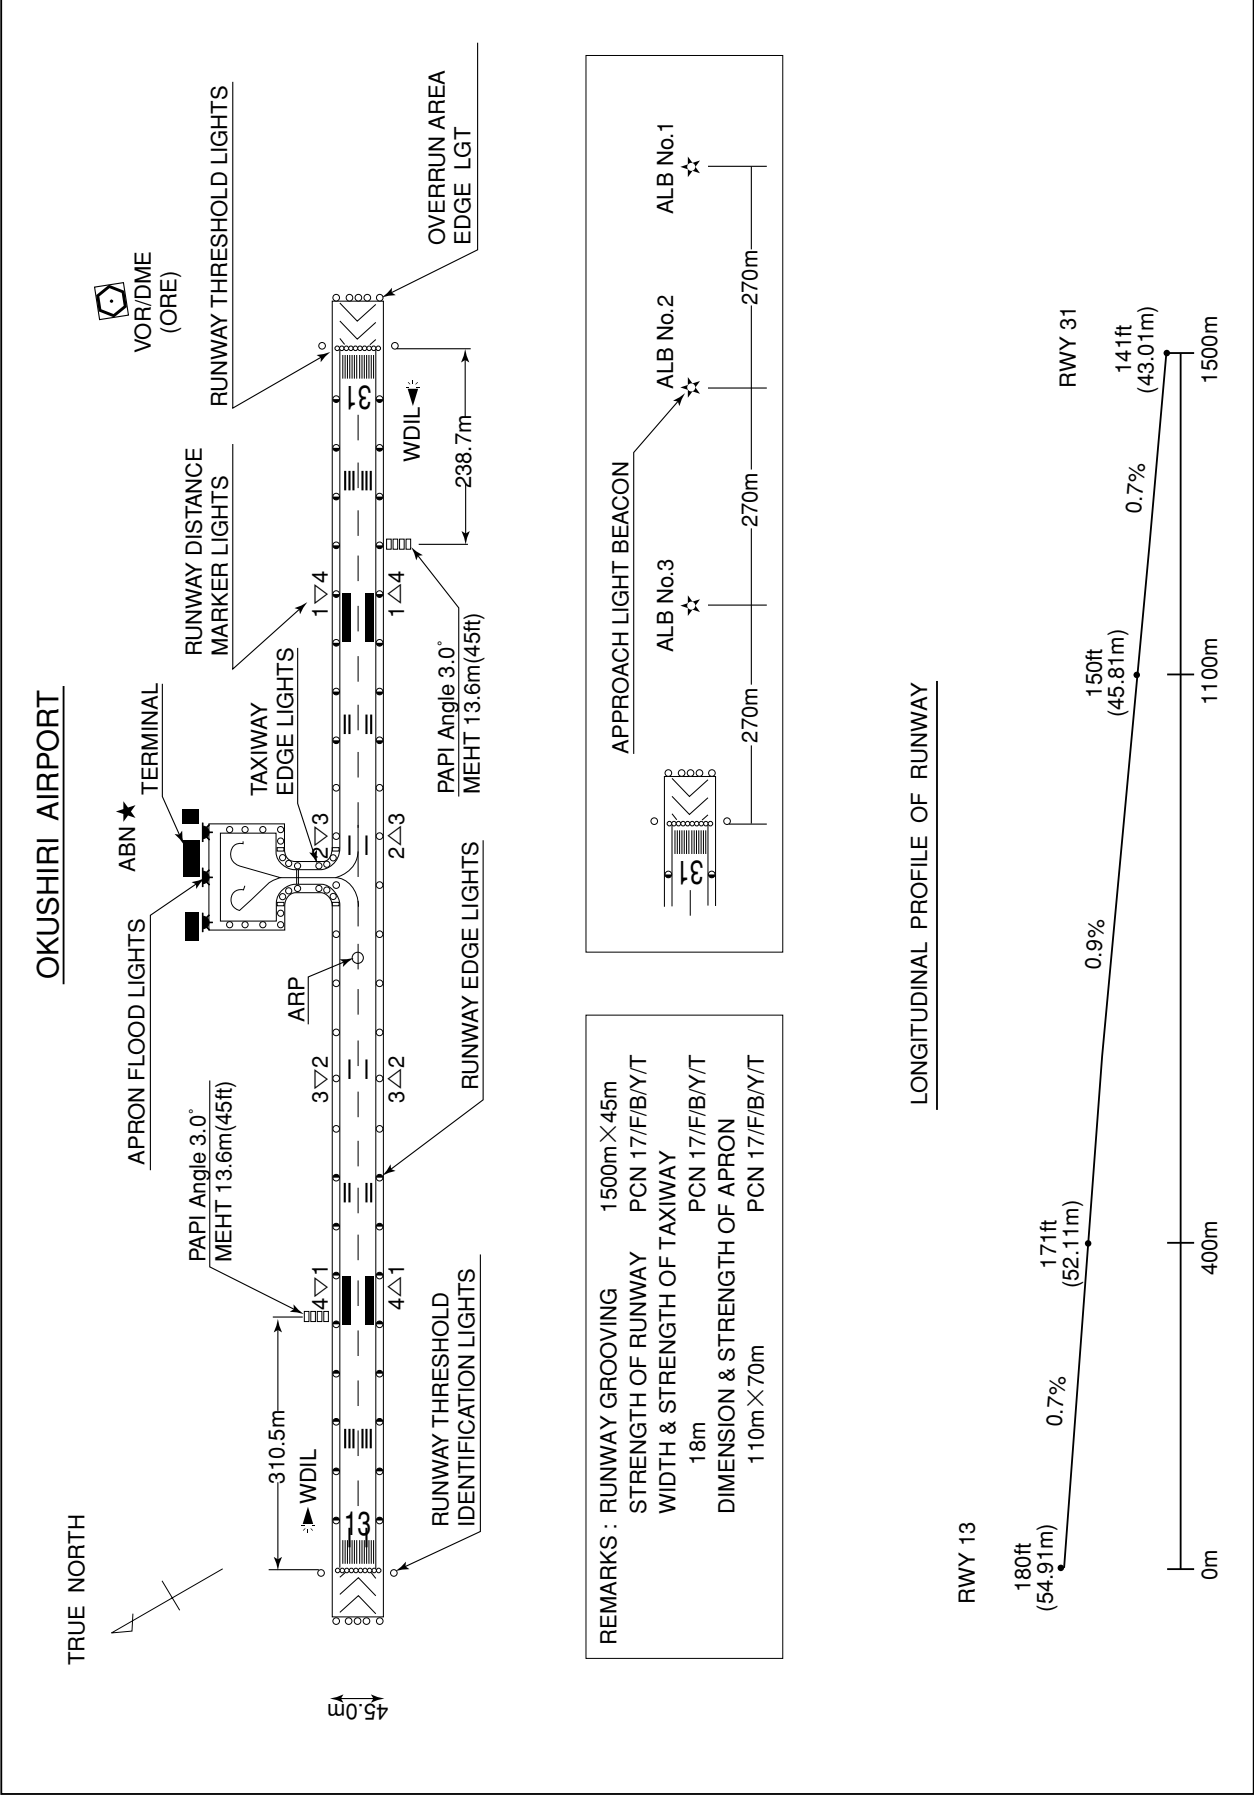 OKUSHIRI AIRPORT
TRUE NORTH
VOR/DME
(ORE)
ABN
TERMINAL
APRON FLOOD LIGHTS
RUNWAY DISTANCE
MARKER LIGHTS
RUNWAY THRESHOLD LIGHTS
PAPI Angle 3.0°
MEHT 13.6m(45ft)
TAXIWAY
EDGE LIGHTS
ARP
310.5m
WDIL
4 1
3 2
2 3
1 4
45.0m
13
31
4 1
3 2
2 3
1 4
WDIL
238.7m
RUNWAY THRESHOLD
IDENTIFICATION LIGHTS
RUNWAY EDGE LIGHTS
PAPI Angle 3.0°
MEHT 13.6m(45ft)
OVERRUN AREA
EDGE LGT
REMARKS : RUNWAY GROOVING 1500m×45m
STRENGTH OF RUNWAY PCN 17/F/B/Y/T
WIDTH & STRENGTH OF TAXIWAY
18m PCN 17/F/B/Y/T
DIMENSION & STRENGTH OF APRON
110m×70m PCN 17/F/B/Y/T
APPROACH LIGHT BEACON
ALB No.3
ALB No.2
ALB No.1
31
270m
270m
270m
LONGITUDINAL PROFILE OF RUNWAY
RWY 13
RWY 31
180ft
(54.91m)
0.7%
171ft
(52.11m)
0.9%
150ft
(45.81m)
0.7%
141ft
(43.01m)
0m
400m
1100m
1500m